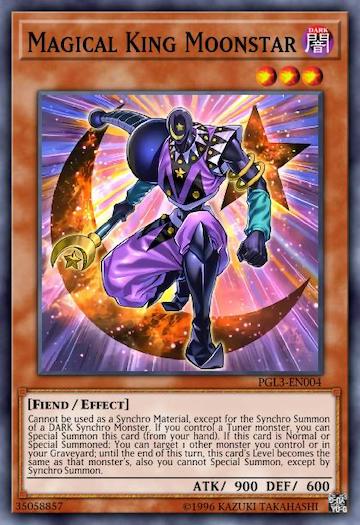 MAGICAL KING MOONSTAR
DARK
闇
PGL3-EN004
[FIEND / EFFECT]
Cannot be used as a Synchro Material, except for the Synchro Summon
of a DARK Synchro Monster. If you control a Tuner monster, you can
Special Summon this card (from your hand). If this card is Normal or
Special Summoned: You can target 1 other monster you control or in
your Graveyard; until the end of this turn, this card's Level becomes the
same as that monster's, also you cannot Special Summon, except by
Synchro Summon.
ATK/ 900 DEF/ 600
35058857
©1996 KAZUKI TAKAHASHI